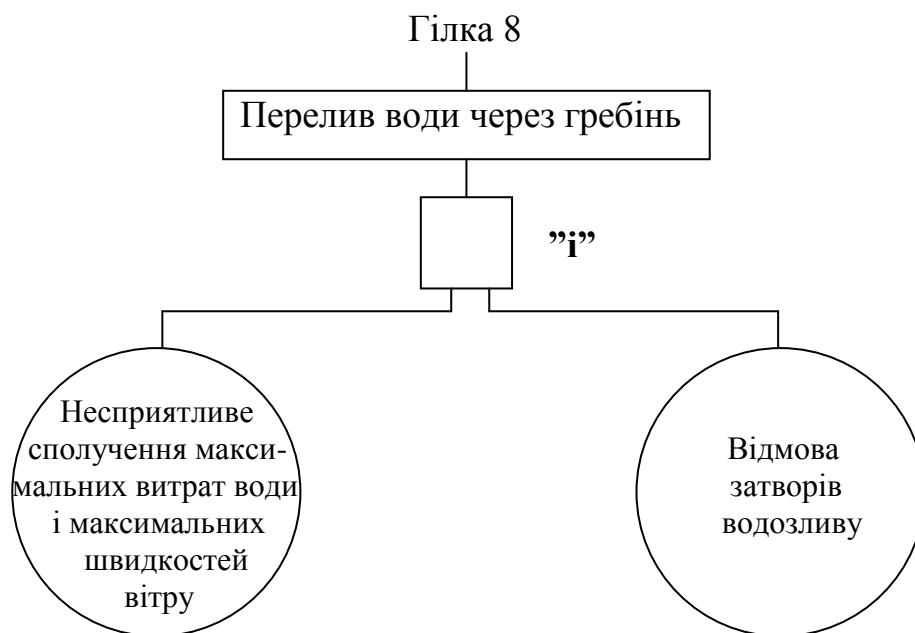 Гілка 8
Перелив води через гребінь
”і”
Несприятливе
сполучення макси-
мальних витрат води
і максимальних
швидкостей
вітру
Відмова
затворів
водозливу